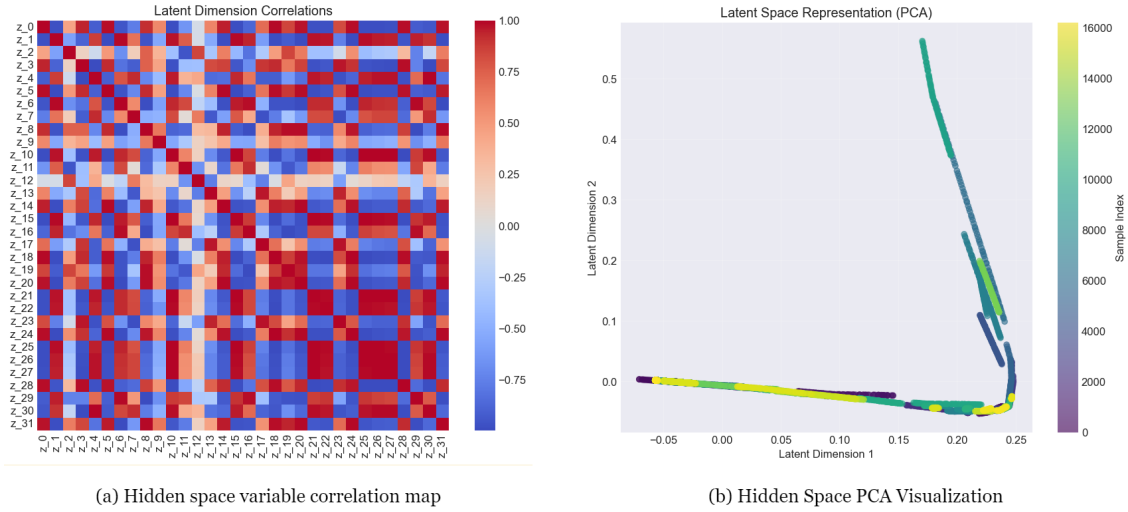 Latent Dimension Correlations
z_0
z_1
z_2
z_3
z_4
z_5
z_6
z_7
z_8
z_9
z_10
z_11
z_12
z_13
z_14
z_15
z_16
z_17
z_18
z_19
z_20
z_21
z_22
z_23
z_24
z_25
z_26
z_27
z_28
z_29
z_30
z_31
z_0 z_1 z_2 z_3 z_4 z_5 z_6 z_7 z_8 z_9 z_10 z_11 z_12 z_13 z_14 z_15 z_16 z_17 z_18 z_19 z_20 z_21 z_22 z_23 z_24 z_25 z_26 z_27 z_28 z_29 z_30 z_31
1.00
0.75
0.50
0.25
0.00
−0.25
−0.50
−0.75
(a) Hidden space variable correlation map
Latent Space Representation (PCA)
Latent Dimension 2
0.5
0.4
0.3
0.2
0.1
0.0
−0.05 0.00 0.05 0.10 0.15 0.20 0.25
Latent Dimension 1
16000
14000
12000
10000
8000
6000
4000
2000
0
Sample Index
(b) Hidden Space PCA Visualization